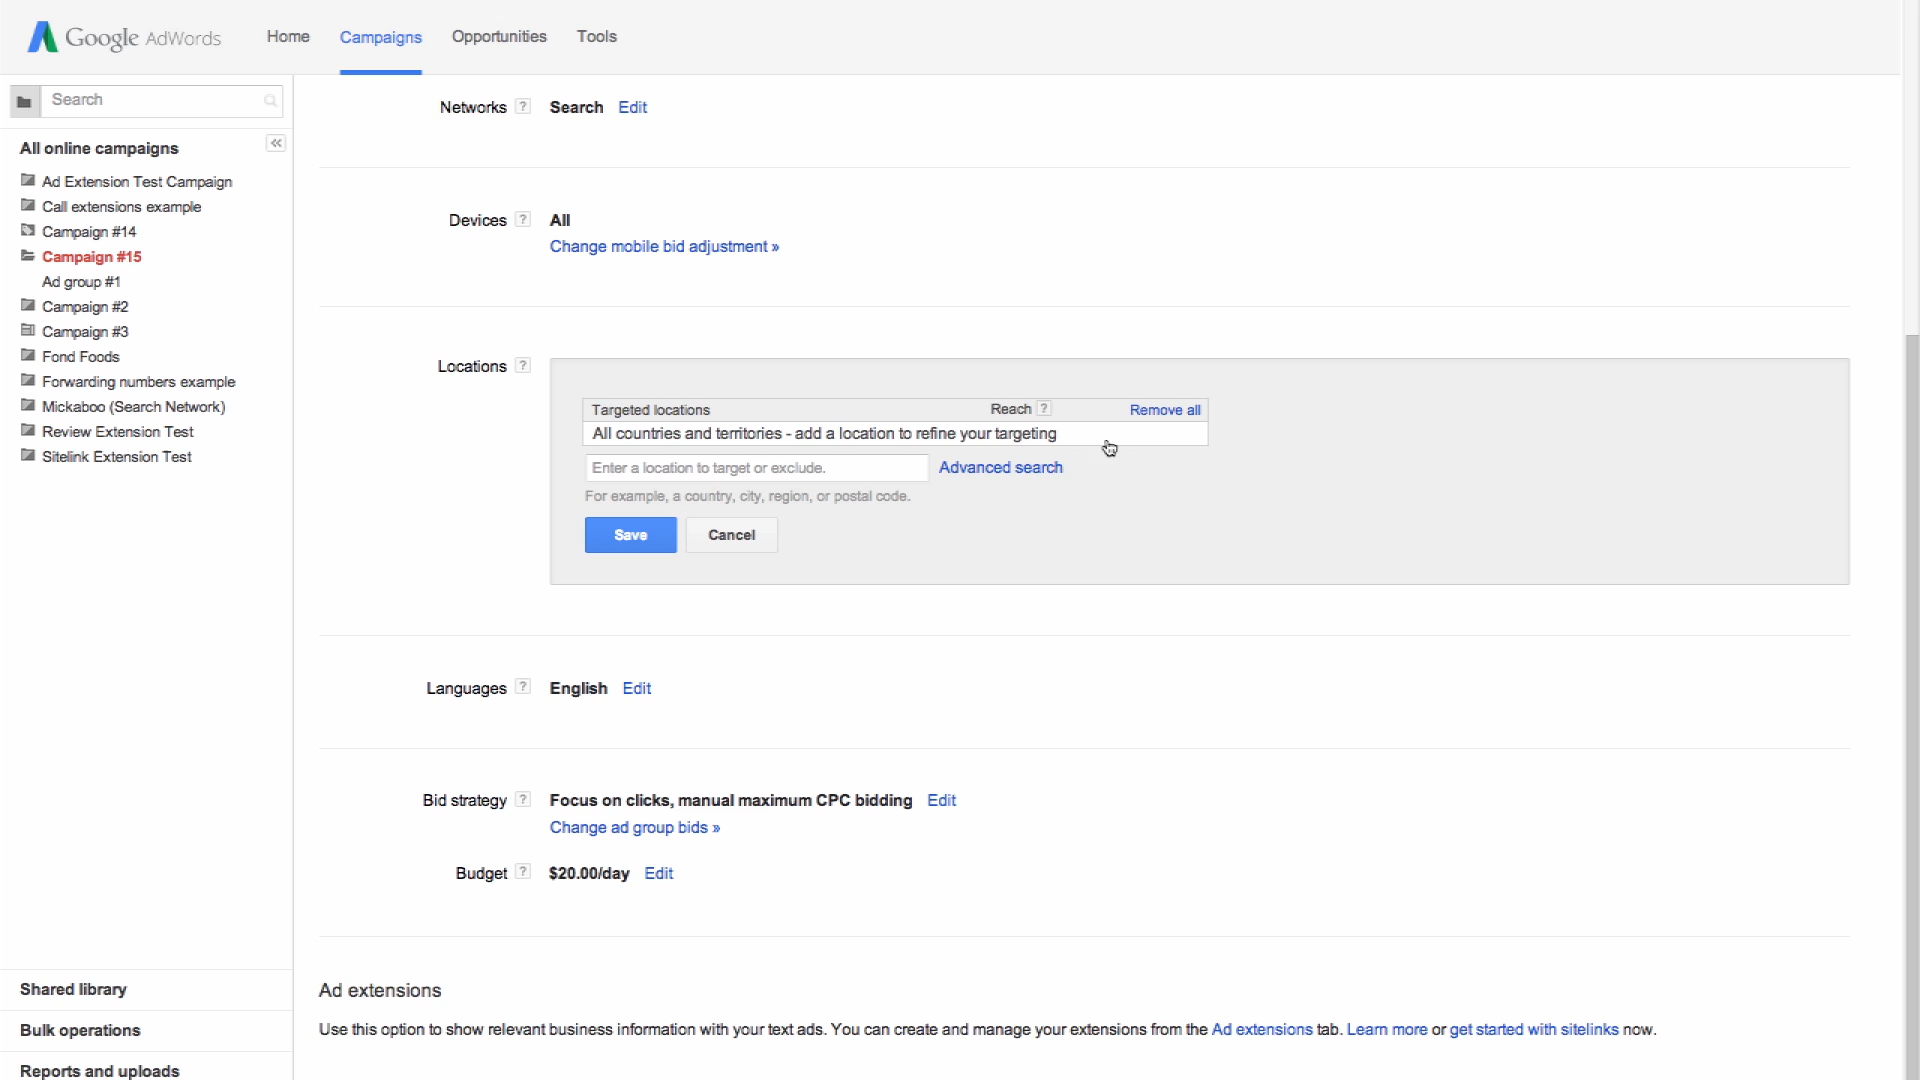 Google AdWords Home Campaigns Opportunities Tools
Search
All online campaigns «
Ad Extension Test Campaign
Call extensions example
Campaign #14
Campaign #15
Ad group #1
Campaign #2
Campaign #3
Fond Foods
Forwarding numbers example
Mickaboo (Search Network)
Review Extension Test
Sitelink Extension Test
Shared library
Bulk operations
Reports and uploads
Networks ? Search Edit
Devices ? All
Change mobile bid adjustment »
Locations ?
Targeted locations Reach ? Remove all
All countries and territories - add a location to refine your targeting
Enter a location to target or exclude. Advanced search
For example, a country, city, region, or postal code.
Save Cancel
Languages ? English Edit
Bid strategy ? Focus on clicks, manual maximum CPC bidding Edit
Change ad group bids »
Budget ? $20.00/day Edit
Ad extensions
Use this option to show relevant business information with your text ads. You can create and manage your extensions from the Ad extensions tab. Learn more or get started with sitelinks now.